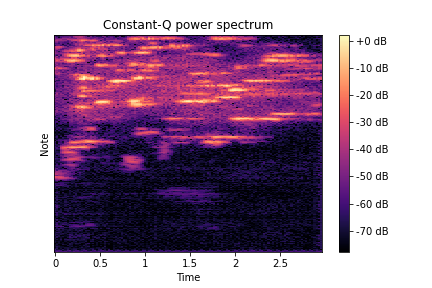 Constant-Q power spectrum
+0 dB
-10 dB
-20 dB
-30 dB
-40 dB
-50 dB
-60 dB
-70 dB
Note
0
0.5
1
1.5
2
2.5
Time